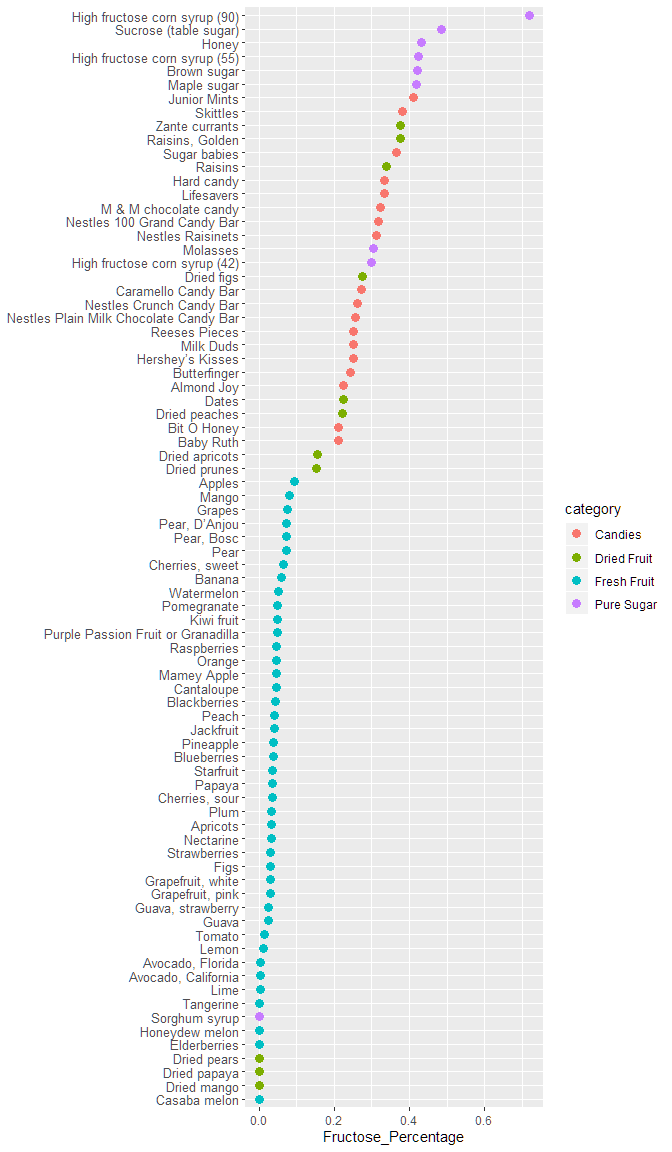 High fructose corn syrup (90)
Sucrose (table sugar)
Honey
High fructose corn syrup (55)
Brown sugar
Maple sugar
Junior Mints
Skittles
Zante currants
Raisins, Golden
Sugar babies
Raisins
Hard candy
Lifesavers
M & M chocolate candy
Nestles 100 Grand Candy Bar
Nestles Raisinets
Molasses
High fructose corn syrup (42)
Dried figs
Caramello Candy Bar
Nestles Crunch Candy Bar
Nestles Plain Milk Chocolate Candy Bar
Reeses Pieces
Milk Duds
Hershey's Kisses
Butterfinger
Almond Joy
Dates
Dried peaches
Bit O Honey
Baby Ruth
Dried apricots
Dried prunes
Apples
Mango
Grapes
Pear, D'Anjou
Pear, Bosc
Pear
Cherries, sweet
Banana
Watermelon
Pomegranate
Kiwi fruit
Purple Passion Fruit or Granadilla
Raspberries
Orange
Mamey Apple
Cantaloupe
Blackberries
Peach
Jackfruit
Pineapple
Blueberries
Starfruit
Papaya
Cherries, sour
Plum
Apricots
Nectarine
Strawberries
Figs
Grapefruit, white
Grapefruit, pink
Guava, strawberry
Guava
Tomato
Lemon
Avocado, Florida
Avocado, California
Lime
Tangerine
Sorghum syrup
Honeydew melon
Elderberries
Dried pears
Dried papaya
Dried mango
Casaba melon
0.0 0.2 0.4 0.6
Fructose_Percentage
category
Candies
Dried Fruit
Fresh Fruit
Pure Sugar